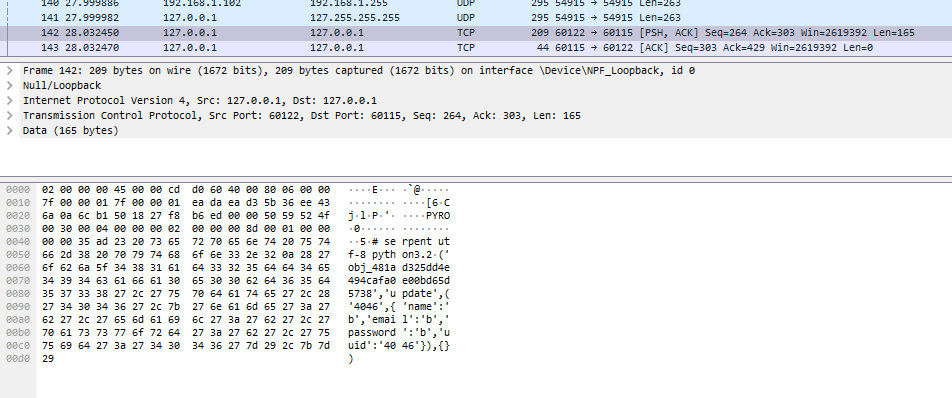 140 27.999886 192.168.1.102 192.168.1.255 UDP 295 54915 → 54915 Len=263
141 27.999982 127.0.0.1 127.255.255.255 UDP 295 54915 → 54915 Len=263
142 28.032450 127.0.0.1 127.0.0.1 TCP 209 60122 → 60115 [PSH, ACK] Seq=264 Ack=303 Win=2619392 Len=165
143 28.032470 127.0.0.1 127.0.0.1 TCP 44 60115 → 60122 [ACK] Seq=303 Ack=429 Win=2619392 Len=0
Frame 142: 209 bytes on wire (1672 bits), 209 bytes captured (1672 bits) on interface \Device\NPF_Loopback, id 0
Null/Loopback
Internet Protocol Version 4, Src: 127.0.0.1, Dst: 127.0.0.1
Transmission Control Protocol, Src Port: 60122, Dst Port: 60115, Seq: 264, Ack: 303, Len: 165
Data (165 bytes)
0000 02 00 00 00 45 00 00 cd d0 60 40 00 80 06 00 00 ····E··· ·`@·····
0010 7f 00 00 01 7f 00 00 01 ea da ea d3 5b 36 ee 43 ········ ····[6·C
0020 6a 0a 6c b1 50 18 27 f8 b6 ed 00 00 50 59 52 4f j·l·P·'· ····PYRO
0030 00 30 00 04 00 00 00 02 00 00 00 8d 00 01 00 00 ·0······ ········
0040 00 00 35 ad 23 20 73 65 72 70 65 6e 74 20 75 74 ··5·# se rpent ut
0050 66 2d 38 20 70 79 74 68 6f 6e 33 2e 32 0a 28 27 f-8 pyth on3.2·('
0060 6f 62 6a 5f 34 38 31 61 64 33 32 35 64 64 34 65 obj_481a d325dd4e
0070 34 39 34 63 61 66 61 30 65 30 30 62 64 36 35 64 494cafa0 e00bd65d
0080 35 37 33 38 27 2c 27 75 70 64 61 74 65 27 2c 28 5738','u pdate',(
0090 27 34 30 34 36 27 2c 7b 27 6e 61 6d 65 27 3a 27 '4046',{ 'name':'
00a0 62 27 2c 27 65 6d 61 69 6c 27 3a 27 62 27 2c 27 b','emai l':'b','
00b0 70 61 73 73 77 6f 72 64 27 3a 27 62 27 2c 27 75 password ':'b','u
00c0 75 69 64 27 3a 27 34 30 34 36 27 7d 29 2c 7b 7d uid':'40 46'}),{}
00d0 29 )